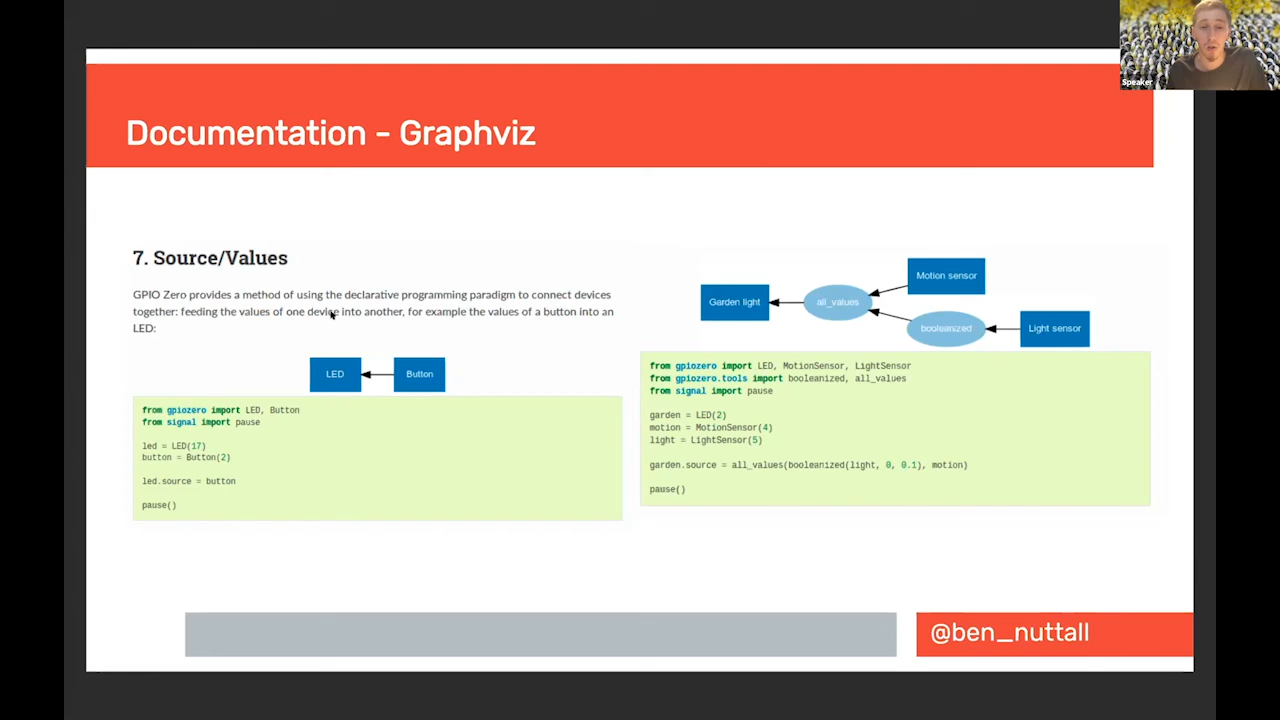 Speaker
Documentation - Graphviz
7. Source/Values
GPIO Zero provides a method of using the declarative programming paradigm to connect devices
together: feeding the values of one device into another, for example the values of a button into an
LED:
LED
Button
from gpiozero import LED, Button
from signal import pause
led = LED(17)
button = Button(2)
led.source = button
pause()
Motion sensor
Garden light
all_values
booleanized
Light sensor
from gpiozero import LED, MotionSensor, LightSensor
from gpiozero.tools import booleanized, all_values
from signal import pause
garden = LED(2)
motion = MotionSensor(4)
light = LightSensor(5)
garden.source = all_values(booleanized(light, 0, 0.1), motion)
pause()
@ben_nuttall